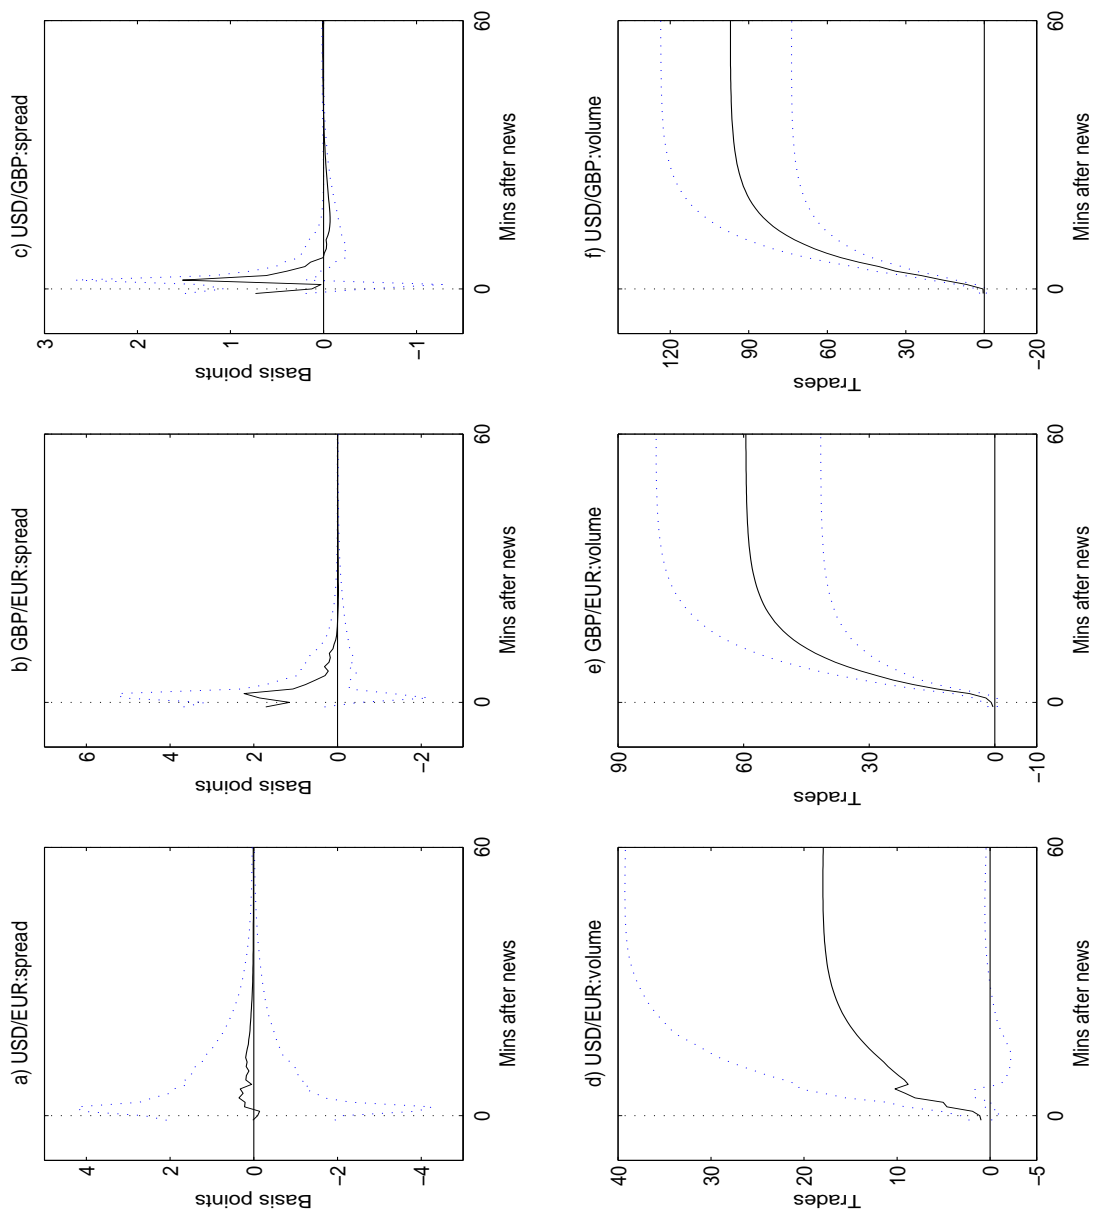 a) USD/EUR:spread
Basis points
4
2
0
−2
−4
0
60
Mins after news
b) GBP/EUR:spread
Basis points
6
4
2
0
−2
0
60
Mins after news
c) USD/GBP:spread
Basis points
3
2
1
0
−1
0
60
Mins after news
d) USD/EUR:volume
Trades
40
30
20
10
0
−5
0
60
Mins after news
e) GBP/EUR:volume
Trades
90
60
30
0
−10
0
60
Mins after news
f) USD/GBP:volume
Trades
120
90
60
30
0
−20
0
60
Mins after news